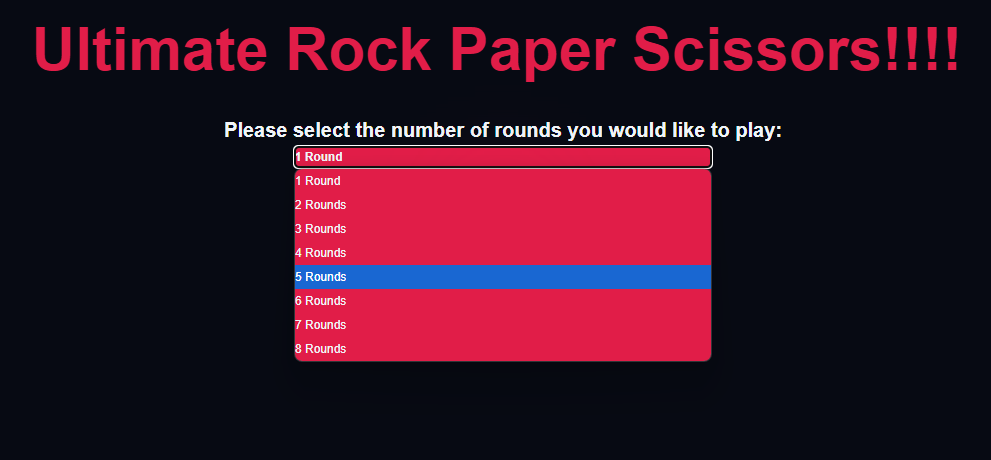 Ultimate Rock Paper Scissors!!!!
Please select the number of rounds you would like to play:
1 Round
1 Round
2 Rounds
3 Rounds
4 Rounds
5 Rounds
6 Rounds
7 Rounds
8 Rounds